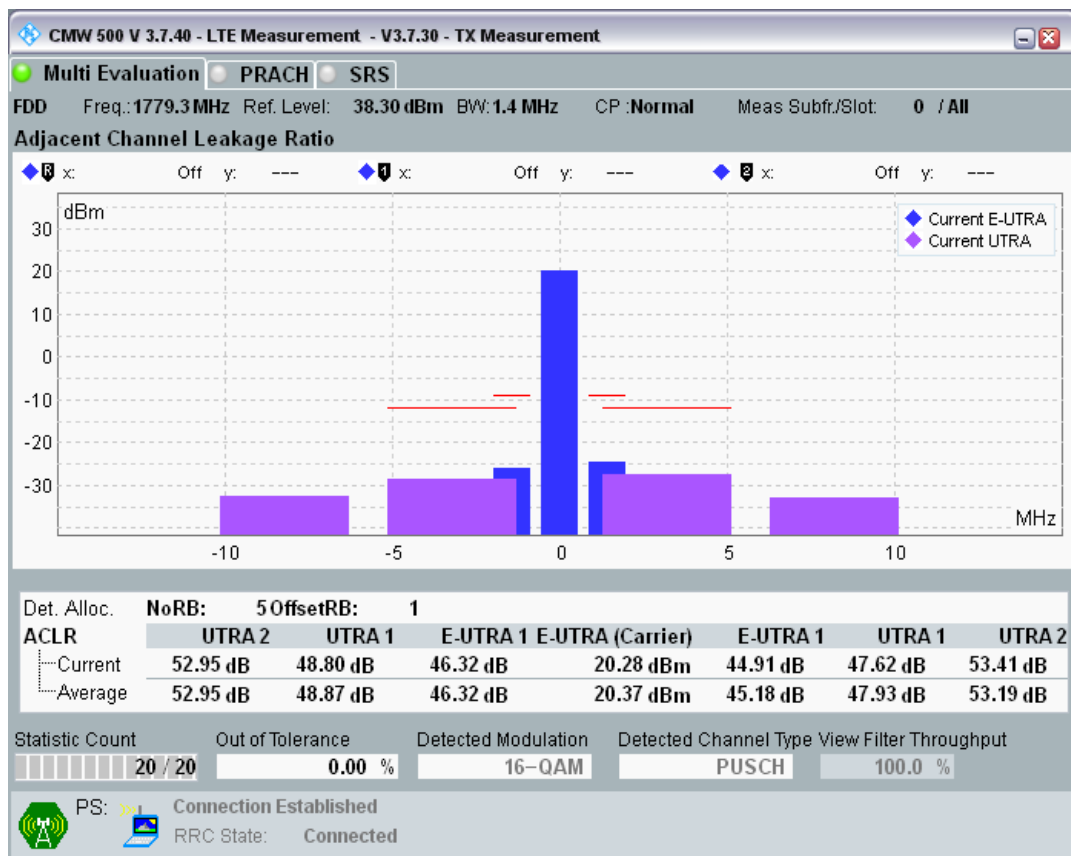 CMW 500 V 3.7.40 - LTE Measurement - V3.7.30 - TX Measurement
Multi Evaluation PRACH SRS
FDD Freq.: 1779.3 MHz Ref. Level: 38.30 dBm BW: 1.4 MHz CP :Normal Meas Subfr./Slot: 0 / All
Adjacent Channel Leakage Ratio
R x: Off y: --- 1 x: Off y: --- 2 x: Off y: ---
dBm
Current E-UTRA
Current UTRA
30
20
10
0
-10
-20
-30
MHz
-10 -5 0 5 10
Det. Alloc. NoRB: 5 OffsetRB: 1
ACLR UTRA 2 UTRA 1 E-UTRA 1 E-UTRA (Carrier) E-UTRA 1 UTRA 1 UTRA 2
Current 52.95 dB 48.80 dB 46.32 dB 20.28 dBm 44.91 dB 47.62 dB 53.41 dB
Average 52.95 dB 48.87 dB 46.32 dB 20.37 dBm 45.18 dB 47.93 dB 53.19 dB
Statistic Count Out of Tolerance Detected Modulation Detected Channel Type View Filter Throughput
20 / 20 0.00 % 16-QAM PUSCH 100.0 %
PS: Connection Established
RRC State: Connected